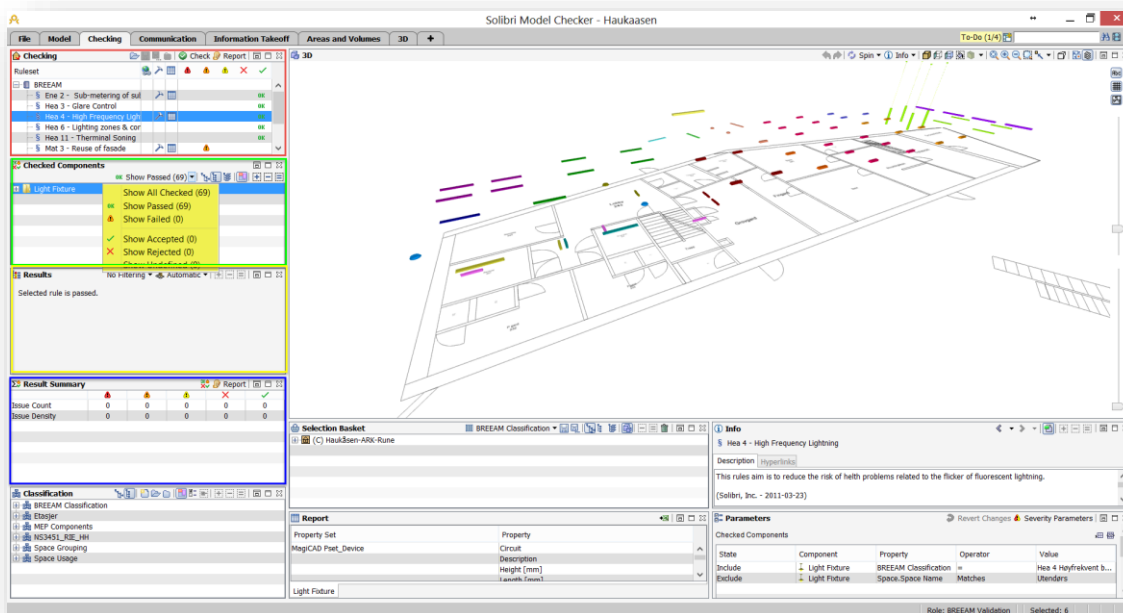 Solibri Model Checker - Haukaasen
File Model Checking Communication Information Takeoff Areas and Volumes 3D +
To-Do (1/4)
Checking
Check Report
Ruleset
BREEAM
§ Ene 2 - Sub-metering of sul
§ Hea 3 - Glare Control
§ Hea 4 - High Frequency Ligh
§ Hea 6 - Lighting zones & cor
§ Hea 11 - Therminal Soning
§ Mat 3 - Reuse of fasade
OK
OK
OK
OK
OK
Checked Components
Show Passed (69)
Light Fixture
Show All Checked (69)
OK Show Passed (69)
Show Failed (0)
Show Accepted (0)
Show Rejected (0)
Show Undefined (0)
Results
No Filtering Automatic
Selected rule is passed.
Result Summary
Report
Issue Count 0 0 0 0 0
Issue Density 0 0 0 0 0
Classification
BREEAM Classification
Etasjer
MEP Components
NS3451_RIE_HH
Space Grouping
Space Usage
3D
Spin Info
Selection Basket
BREEAM Classification
(C) Haukåsen-ARK-Rune
Report
Property Set Property
MagiCAD Pset_Device Circuit
Description
Height [mm]
Length [mm]
Light Fixture
Info
§ Hea 4 - High Frequency Lightning
Description Hyperlinks
This rules aim is to reduce the risk of helth problems related to the flicker of fluorescent lightning.
(Solibri, Inc. - 2011-03-23)
Parameters
Revert Changes Severity Parameters
Checked Components
State Component Property Operator Value
Include Light Fixture BREEAM Classification = Hea 4 Høyfrekvent b...
Exclude Light Fixture Space.Space Name Matches Utendørs
Role: BREEAM Validation Selected: 6